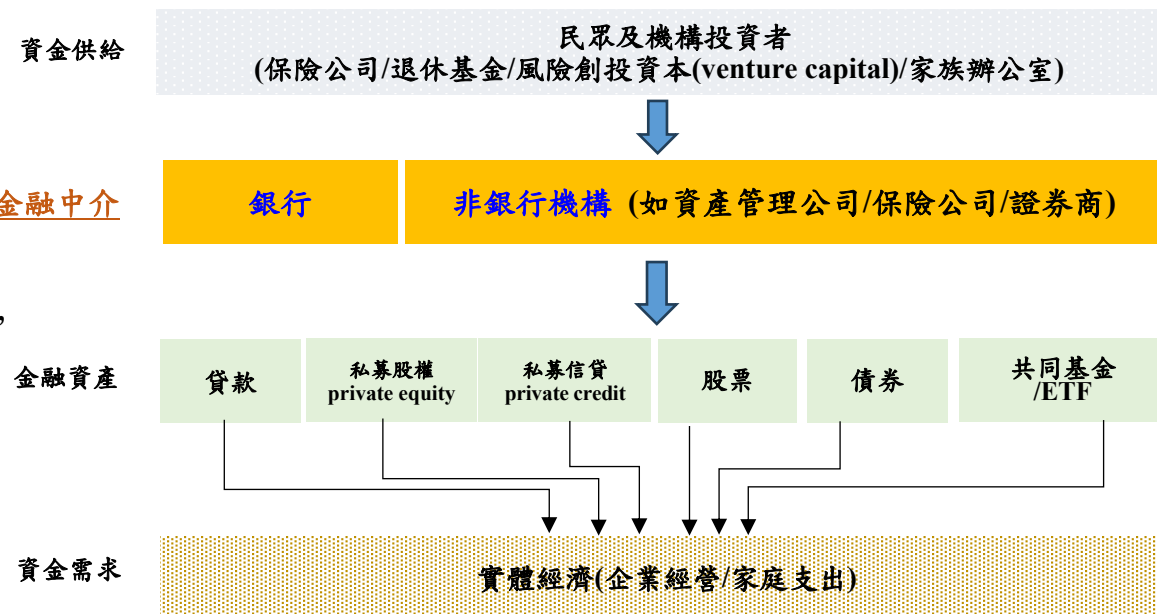 資金供給
民眾及機構投資者
(保險公司/退休基金/風險創投資本(venture capital)/家族辦公室)
金融中介
銀行
非銀行機構 (如資產管理公司/保險公司/證券商)
，
金融資產
貸款
私募股權
private equity
私募信貸
private credit
股票
債券
共同基金
/ETF
資金需求
實體經濟(企業經營/家庭支出)